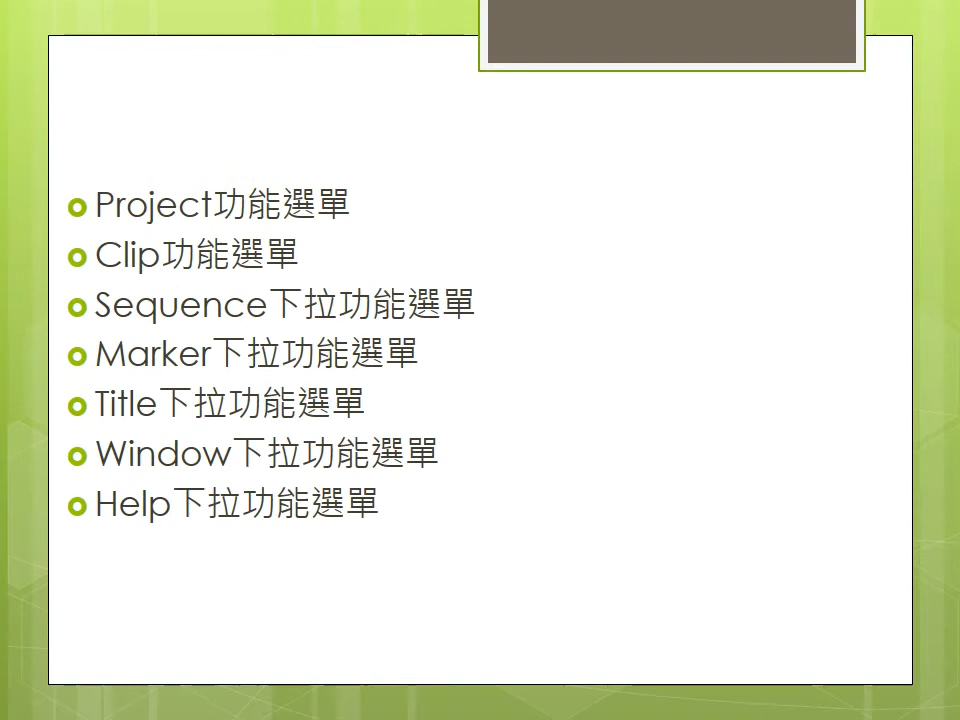 Project功能選單
Clip功能選單
Sequence下拉功能選單
Marker下拉功能選單
Title下拉功能選單
Window下拉功能選單
Help下拉功能選單